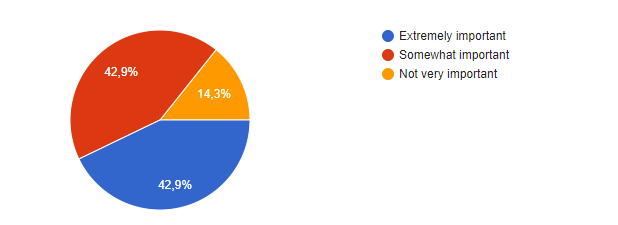 Extremely important
Somewhat important
Not very important
42,9%
14,3%
42,9%